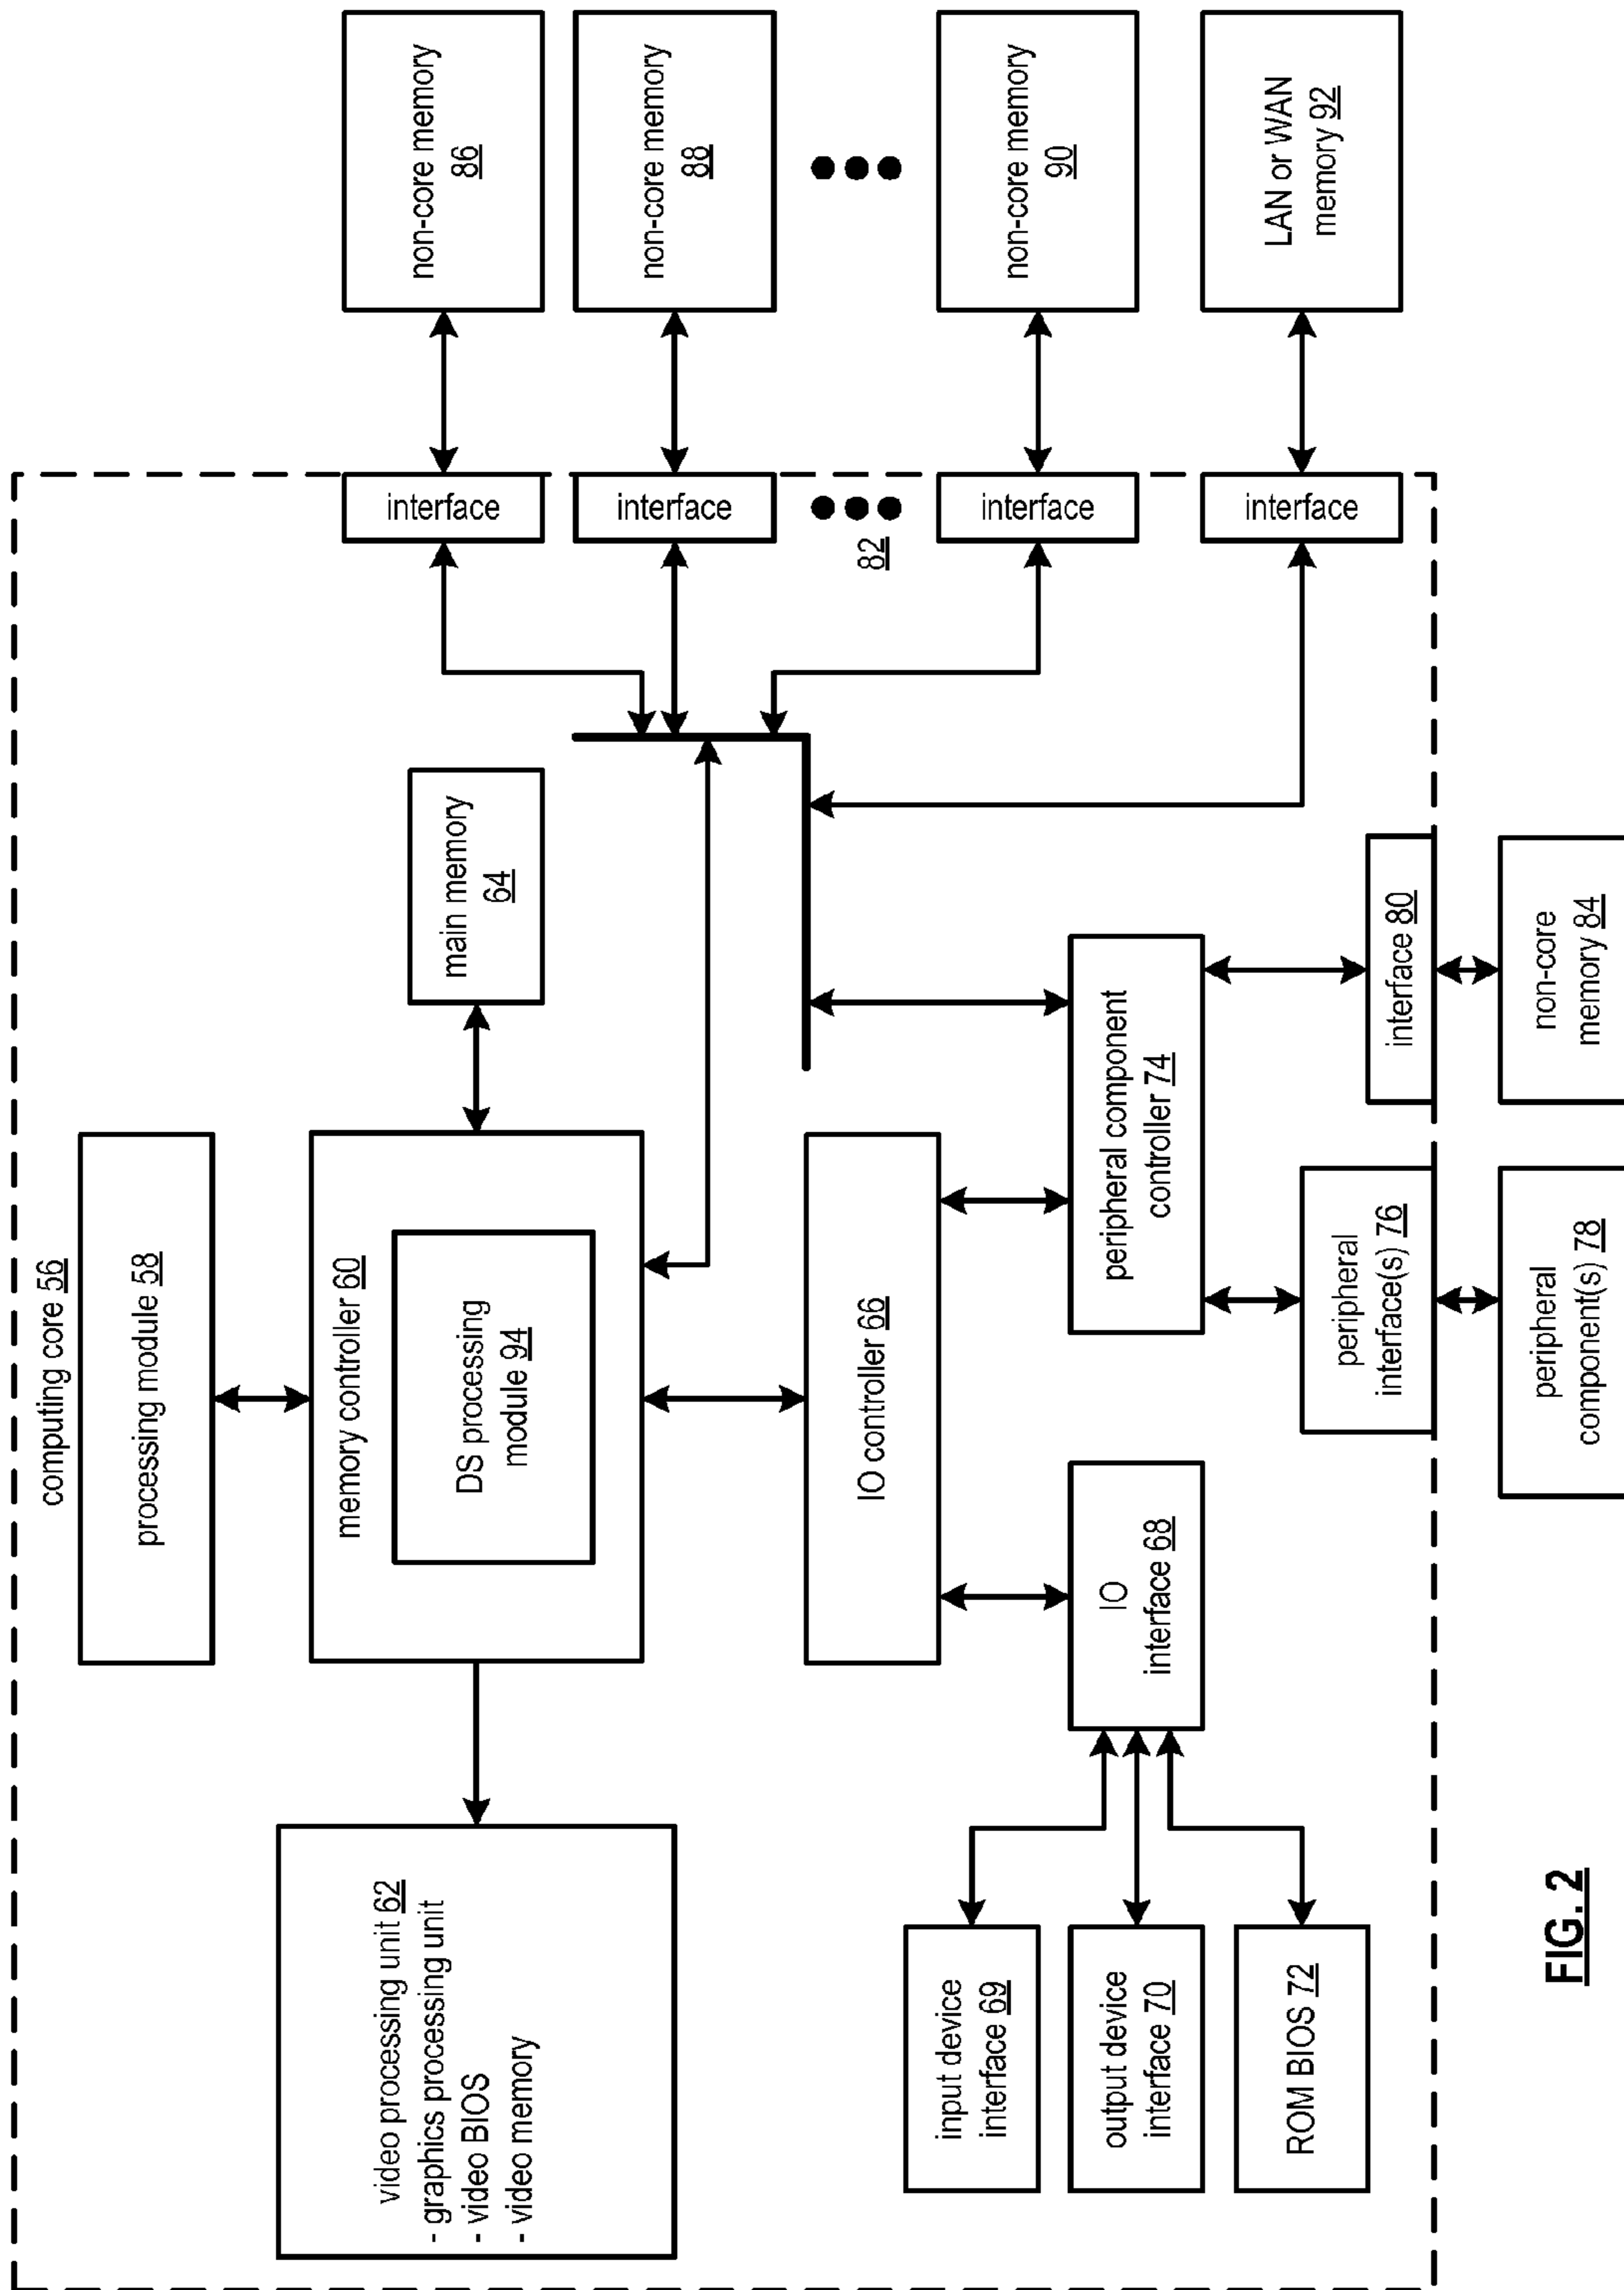 computing core 56
processing module 58
memory controller 60
DS processing
module 94
main memory
64
video processing unit 62
- graphics processing unit
- video BIOS
- video memory
IO controller 66
IO
interface 68
input device
interface 69
output device
interface 70
ROM BIOS 72
peripheral component
controller 74
peripheral
interface(s) 76
interface 80
peripheral
component(s) 78
non-core
memory 84
interface
interface
82
interface
interface
non-core memory
86
non-core memory
88
non-core memory
90
LAN or WAN
memory 92
FIG. 2